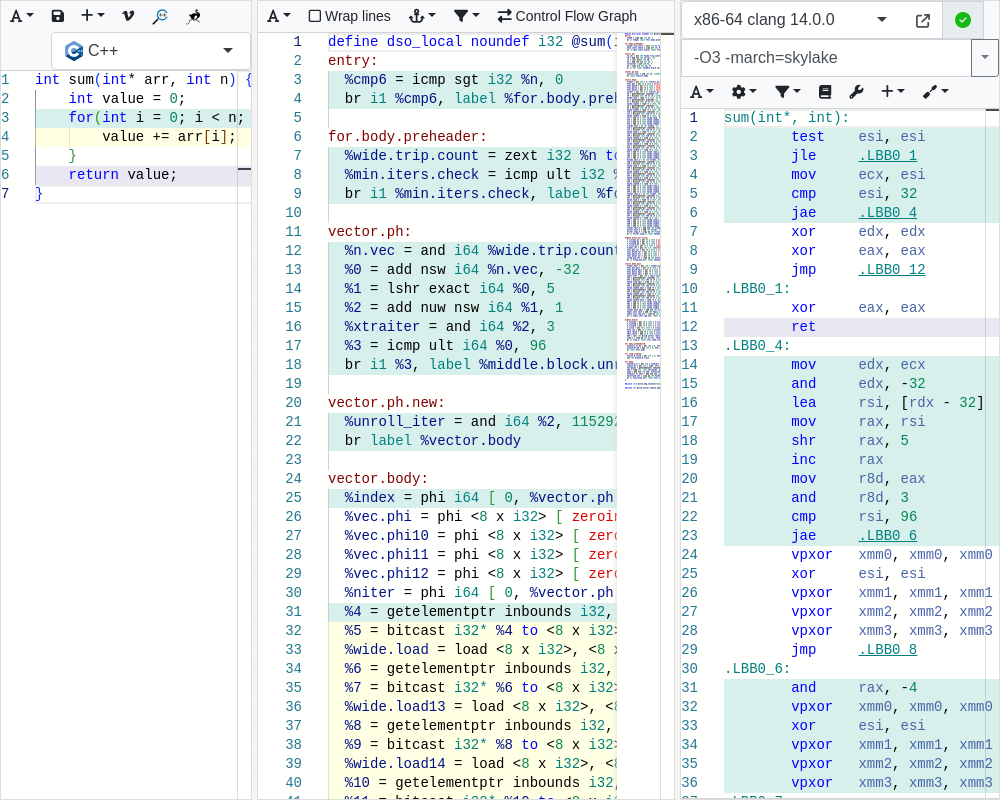 A
Wrap lines
A
Control Flow Graph
x86-64 clang 14.0.0
C++
-O3 -march=skylake
A
1 int sum(int* arr, int n) {
2 int value = 0;
3 for(int i = 0; i < n;
4 value += arr[i];
5 }
6 return value;
7 }
1 define dso_local noundef i32 @sum(
2 entry:
3 %cmp6 = icmp sgt i32 %n, 0
4 br i1 %cmp6, label %for.body.preh
5
6 for.body.preheader:
7 %wide.trip.count = zext i32 %n to
8 %min.iters.check = icmp ult i32 %
9 br i1 %min.iters.check, label %fo
10
11 vector.ph:
12 %n.vec = and i64 %wide.trip.count
13 %0 = add nsw i64 %n.vec, -32
14 %1 = lshr exact i64 %0, 5
15 %2 = add nuw nsw i64 %1, 1
16 %xtraiter = and i64 %2, 3
17 %3 = icmp ult i64 %0, 96
18 br i1 %3, label %middle.block.unr
19
20 vector.ph.new:
21 %unroll_iter = and i64 %2, 11529
22 br label %vector.body
23
24 vector.body:
25 %index = phi i64 [ 0, %vector.ph
26 %vec.phi = phi <8 x i32> [ zeroin
27 %vec.phi10 = phi <8 x i32> [ zero
28 %vec.phi11 = phi <8 x i32> [ zero
29 %vec.phi12 = phi <8 x i32> [ zero
30 %niter = phi i64 [ 0, %vector.ph
31 %4 = getelementptr inbounds i32,
32 %5 = bitcast i32* %4 to <8 x i32>
33 %wide.load = load <8 x i32>, <8 x
34 %6 = getelementptr inbounds i32,
35 %7 = bitcast i32* %6 to <8 x i32>
36 %wide.load13 = load <8 x i32>, <8
37 %8 = getelementptr inbounds i32,
38 %9 = bitcast i32* %8 to <8 x i32>
39 %wide.load14 = load <8 x i32>, <8
40 %10 = getelementptr inbounds i32,
1 sum(int*, int):
2 test esi, esi
3 jle .LBB0_1
4 mov ecx, esi
5 cmp esi, 32
6 jae .LBB0_4
7 xor edx, edx
8 xor eax, eax
9 jmp .LBB0_12
10 .LBB0_1:
11 xor eax, eax
12 ret
13 .LBB0_4:
14 mov edx, ecx
15 and edx, -32
16 lea rsi, [rdx - 32]
17 mov rax, rsi
18 shr rax, 5
19 inc rax
20 mov r8d, eax
21 and r8d, 3
22 cmp rsi, 96
23 jae .LBB0_6
24 vpxor xmm0, xmm0, xmm0
25 xor esi, esi
26 vpxor xmm1, xmm1, xmm1
27 vpxor xmm2, xmm2, xmm2
28 vpxor xmm3, xmm3, xmm3
29 jmp .LBB0_8
30 .LBB0_6:
31 and rax, -4
32 vpxor xmm0, xmm0, xmm0
33 xor esi, esi
34 vpxor xmm1, xmm1, xmm1
35 vpxor xmm2, xmm2, xmm2
36 vpxor xmm3, xmm3, xmm3